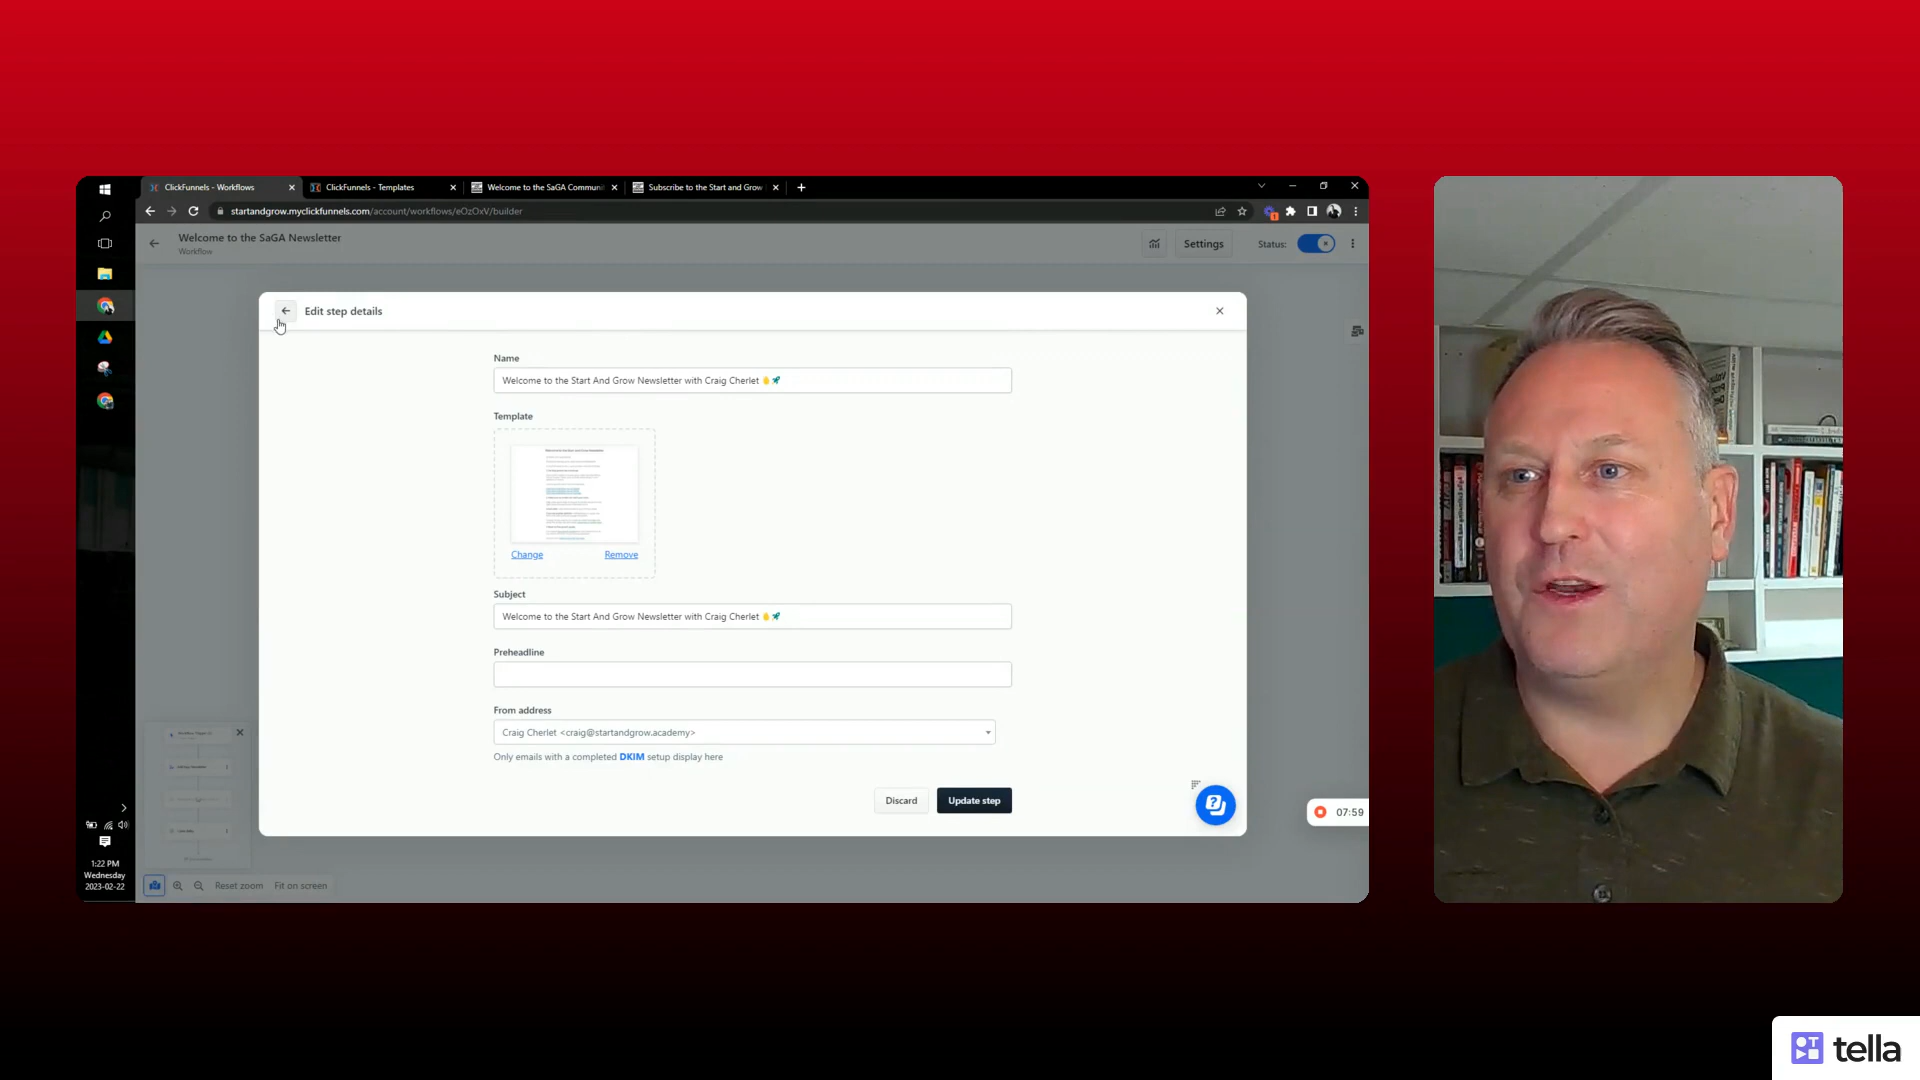 ClickFunnels - Workflows
ClickFunnels - Templates
Welcome to the SaGA Commun
Subscribe to the Start and Grow
startandgrow.myclickfunnels.com/account/workflows/eOzOxV/builder
Welcome to the SaGA Newsletter
Workflow
Settings
Status:
Edit step details
Name
Welcome to the Start And Grow Newsletter with Craig Cherlet
Template
Change
Remove
Subject
Welcome to the Start And Grow Newsletter with Craig Cherlet
Preheadline
From address
Craig Cherlet <craig@startandgrow.academy>
Only emails with a completed DKIM setup display here
Discard
Update step
07:59
1:22 PM
Wednesday
2023-02-22
Reset zoom
Fit on screen
tella